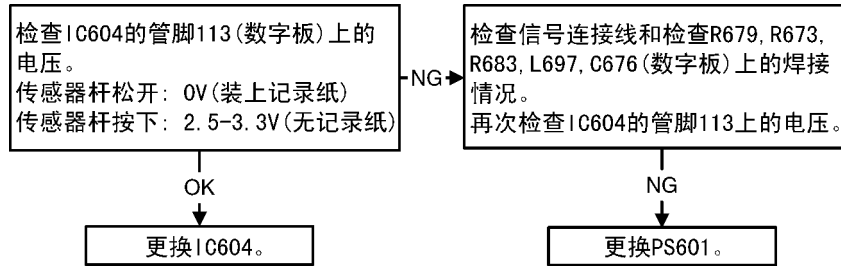 检查IC604的管脚113(数字板)上的
电压。
传感器杆松开: 0V(装上记录纸)
传感器杆按下: 2.5-3.3V(无记录纸)
NG
检查信号连接线和检查R679, R673,
R683, L697, C676(数字板)上的焊接
情况。
再次检查IC604的管脚113上的电压。
OK
NG
更换IC604。
更换PS601。